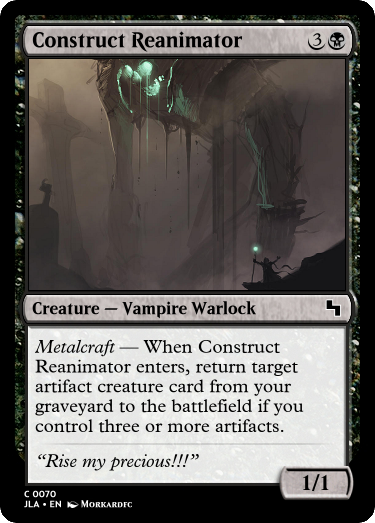 Construct Reanimator 3
Creature — Vampire Warlock
Metalcraft — When Construct
Reanimator enters, return target
artifact creature card from your
graveyard to the battlefield if you
control three or more artifacts.
“Rise my precious!!!”
1/1
C 0070
JLA • EN Morkardfc